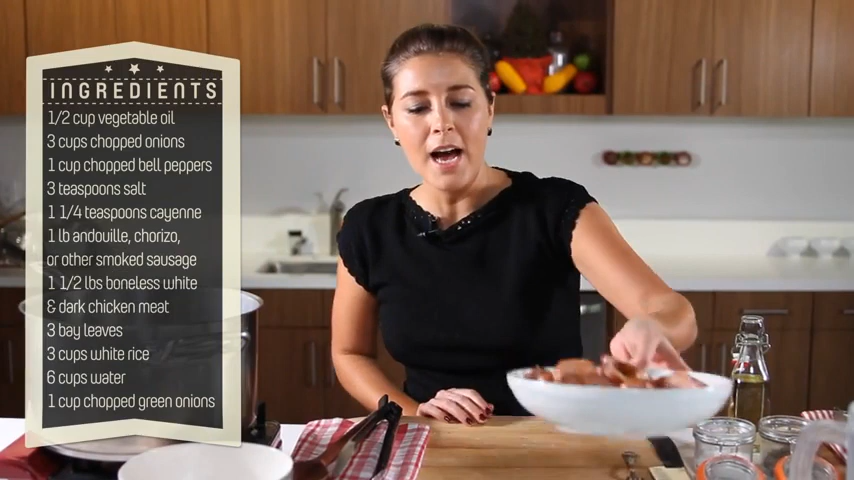 INGREDIENTS
1/2 cup vegetable oil
3 cups chopped onions
1 cup chopped bell peppers
3 teaspoons salt
1 1/4 teaspoons cayenne
1 lb andouille, chorizo,
or other smoked sausage
1 1/2 lbs boneless white
& dark chicken meat
3 bay leaves
3 cups white rice
6 cups water
1 cup chopped green onions